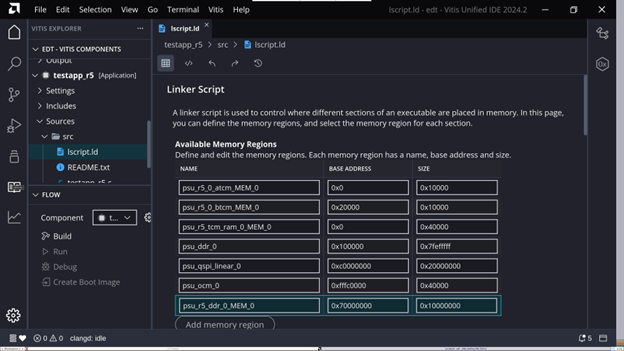 File Edit Selection View Go Terminal Vitis Help
lscript.ld - edt - Vitis Unified IDE 2024.2
VITIS EXPLORER ...
EDT - VITIS COMPONENTS
Output
testapp_r5 [Application]
Settings
Includes
Sources
src
lscript.ld
README.txt
testapp_r5.c
FLOW
Component t...
Build
Run
Debug
Create Boot Image
lscript.ld
testapp_r5 > src > lscript.ld
Linker Script
A linker script is used to control where different sections of an executable are placed in memory. In this page,
you can define the memory regions, and select the memory region for each section.
Available Memory Regions
Define and edit the memory regions. Each memory region has a name, base address and size.
NAME BASE ADDRESS SIZE
psu_r5_0_atcm_MEM_0 0x0 0x10000
psu_r5_0_btcm_MEM_0 0x20000 0x10000
psu_r5_tcm_ram_0_MEM_0 0x0 0x40000
psu_ddr_0 0x100000 0x7fefffff
psu_qspi_linear_0 0xc0000000 0x20000000
psu_ocm_0 0xfffc0000 0x40000
psu_r5_ddr_0_MEM_0 0x70000000 0x10000000
Add memory region
0 0 clangd: idle
5